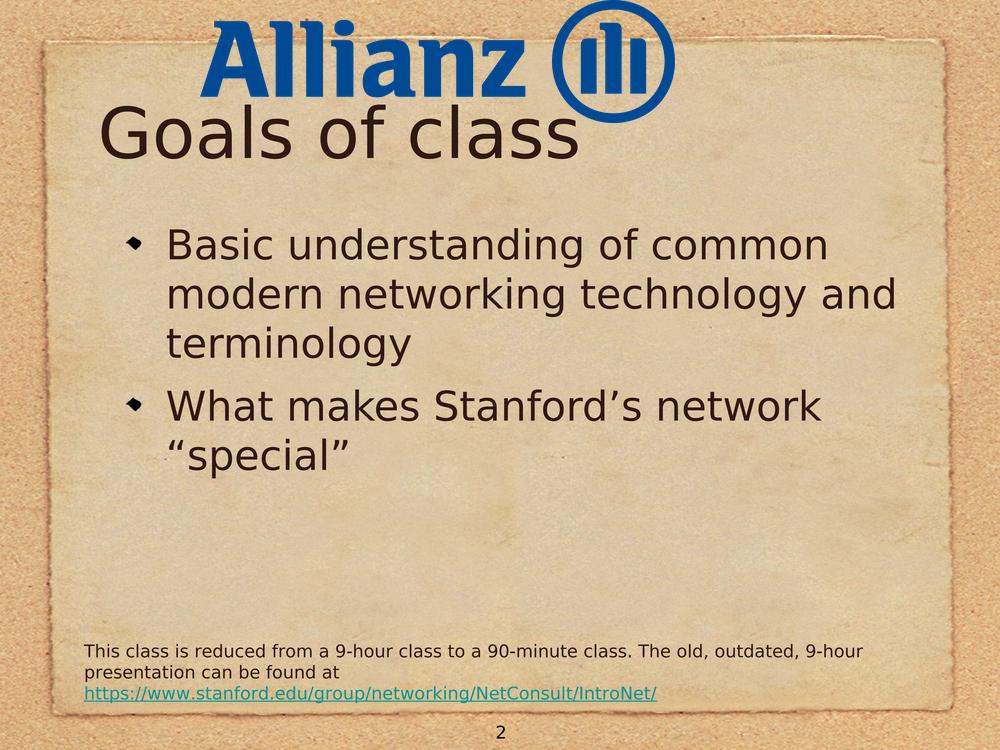 Allianz
Goals of class
Basic understanding of common
modern networking technology and
terminology
What makes Stanford’s network
“special”
This class is reduced from a 9-hour class to a 90-minute class. The old, outdated, 9-hour
presentation can be found at
https://www.stanford.edu/group/networking/NetConsult/IntroNet/
2